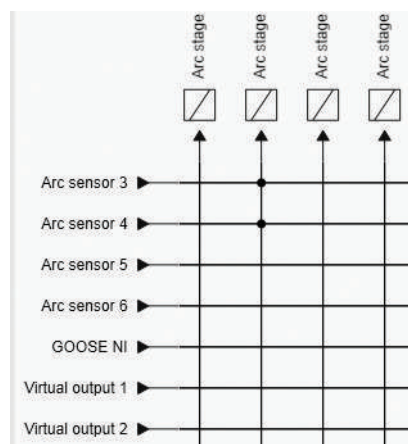 Arc stage
Arc stage
Arc stage
Arc stage
Arc sensor 3
Arc sensor 4
Arc sensor 5
Arc sensor 6
GOOSE NI
Virtual output 1
Virtual output 2